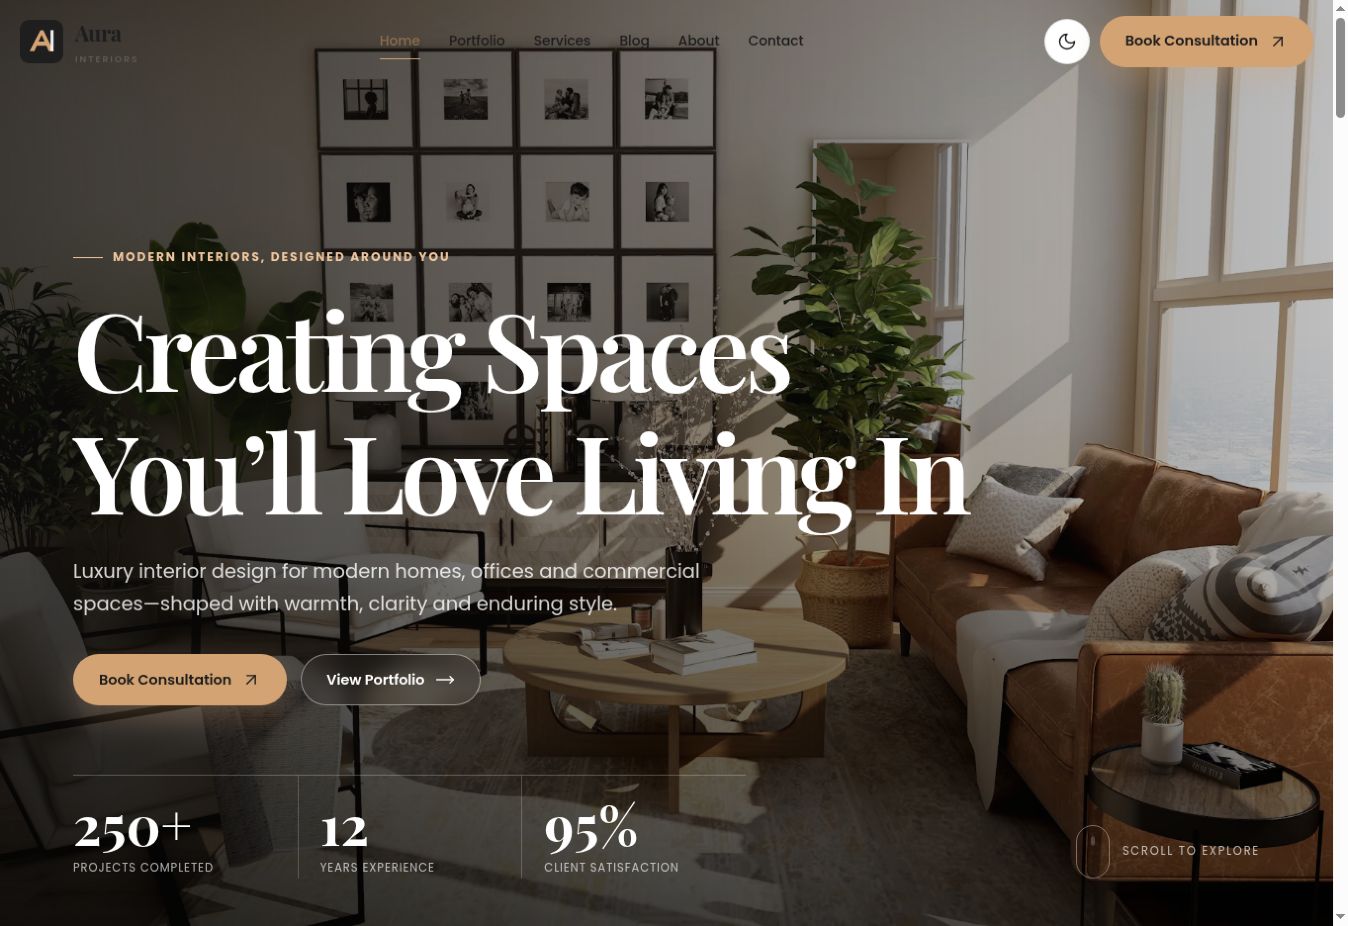 AI
Aura
INTERIORS
Home Portfolio Services Blog About Contact
Book Consultation
MODERN INTERIORS, DESIGNED AROUND YOU
Creating Spaces
You’ll Love Living In
Luxury interior design for modern homes, offices and commercial
spaces—shaped with warmth, clarity and enduring style.
Book Consultation
View Portfolio
250+
PROJECTS COMPLETED
12
YEARS EXPERIENCE
95%
CLIENT SATISFACTION
SCROLL TO EXPLORE